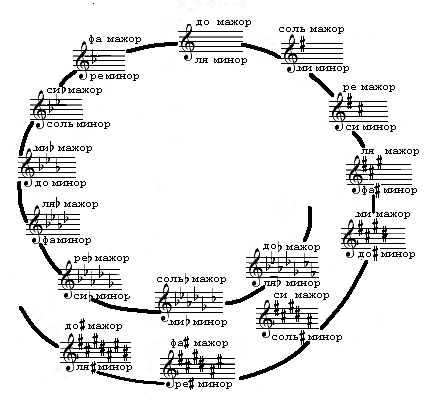 до мажор
ля минор
соль мажор
ми минор
ре мажор
си минор
ля мажор
фа♯ минор
ми мажор
до♯ минор
си мажор
соль♯ минор
фа♯ мажор
ре♯ минор
до♯ мажор
ля♯ минор
фа мажор
ре минор
си♭ мажор
соль минор
ми♭ мажор
до минор
ля♭ мажор
фа минор
ре♭ мажор
си♭ минор
соль♭ мажор
ми♭ минор
до♭ мажор
ля♭ минор